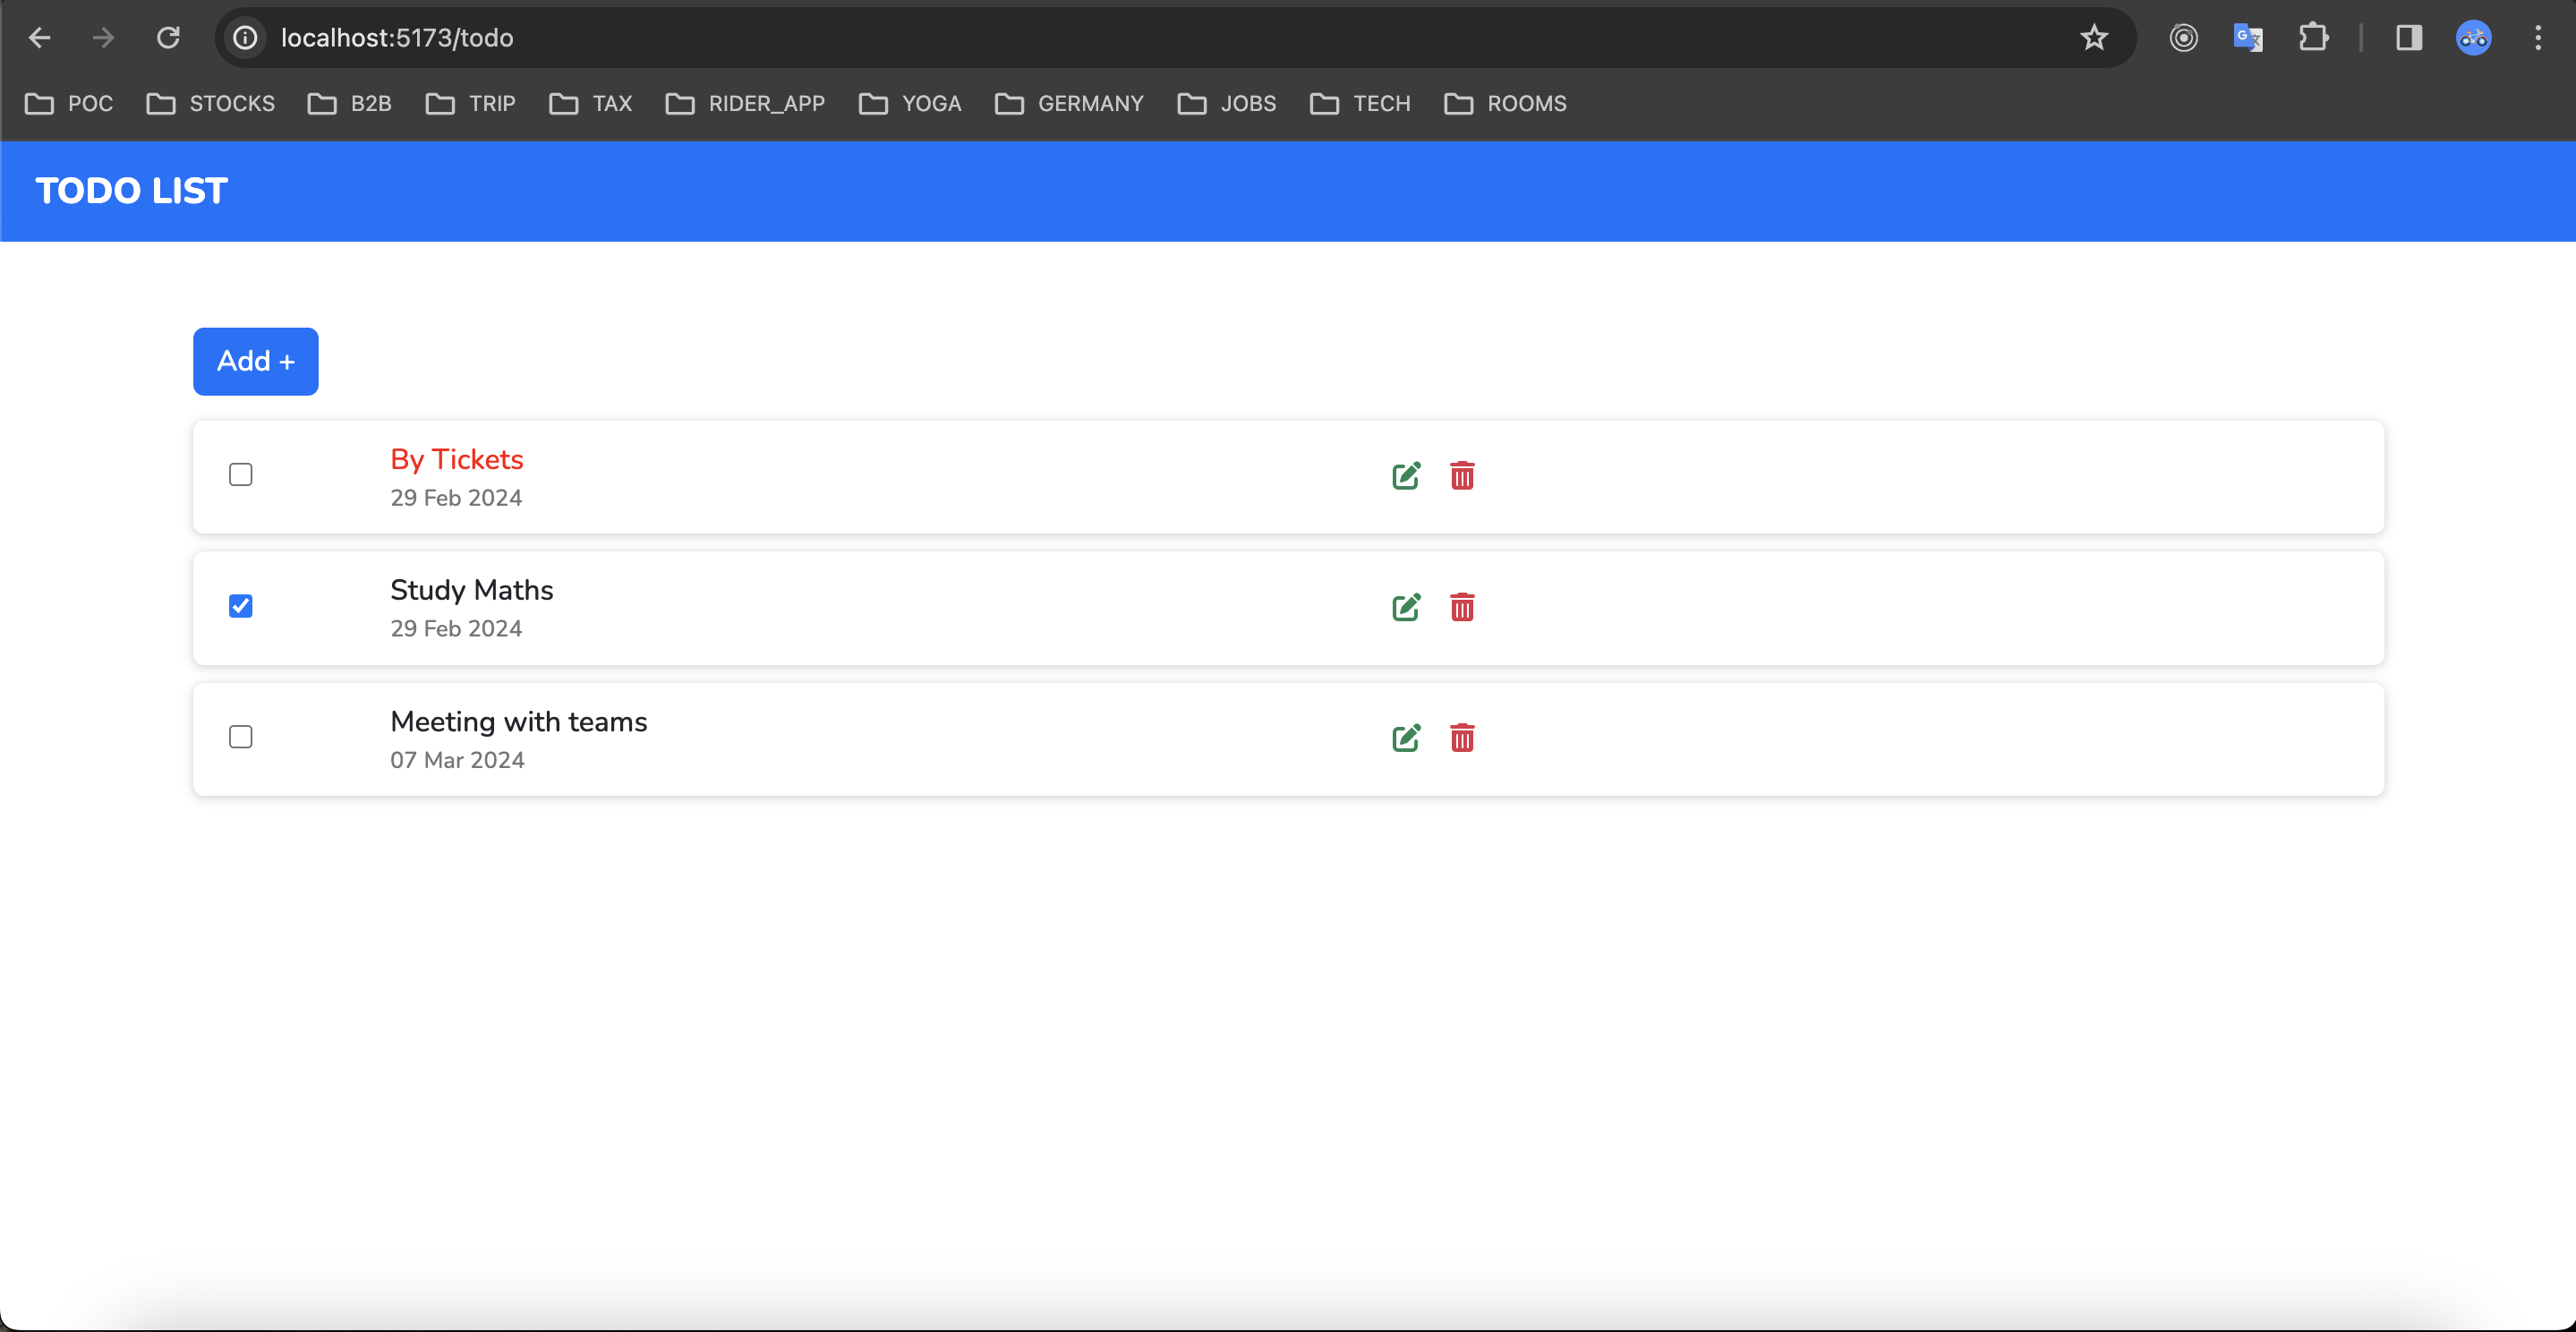 localhost:5173/todo
POC STOCKS B2B TRIP TAX RIDER_APP YOGA GERMANY JOBS TECH ROOMS
TODO LIST
Add +
By Tickets
29 Feb 2024
Study Maths
29 Feb 2024
Meeting with teams
07 Mar 2024